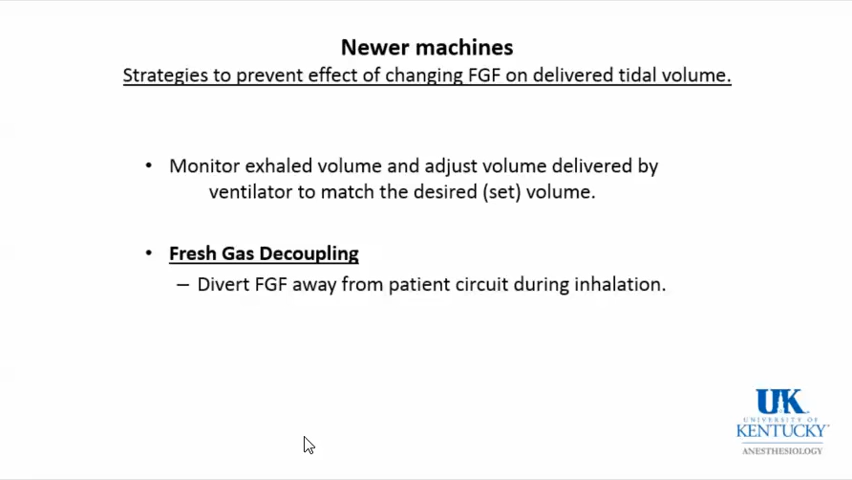 Newer machines
Strategies to prevent effect of changing FGF on delivered tidal volume.
• Monitor exhaled volume and adjust volume delivered by
ventilator to match the desired (set) volume.
• Fresh Gas Decoupling
– Divert FGF away from patient circuit during inhalation.
UK
UNIVERSITY OF
KENTUCKY™
ANESTHESIOLOGY